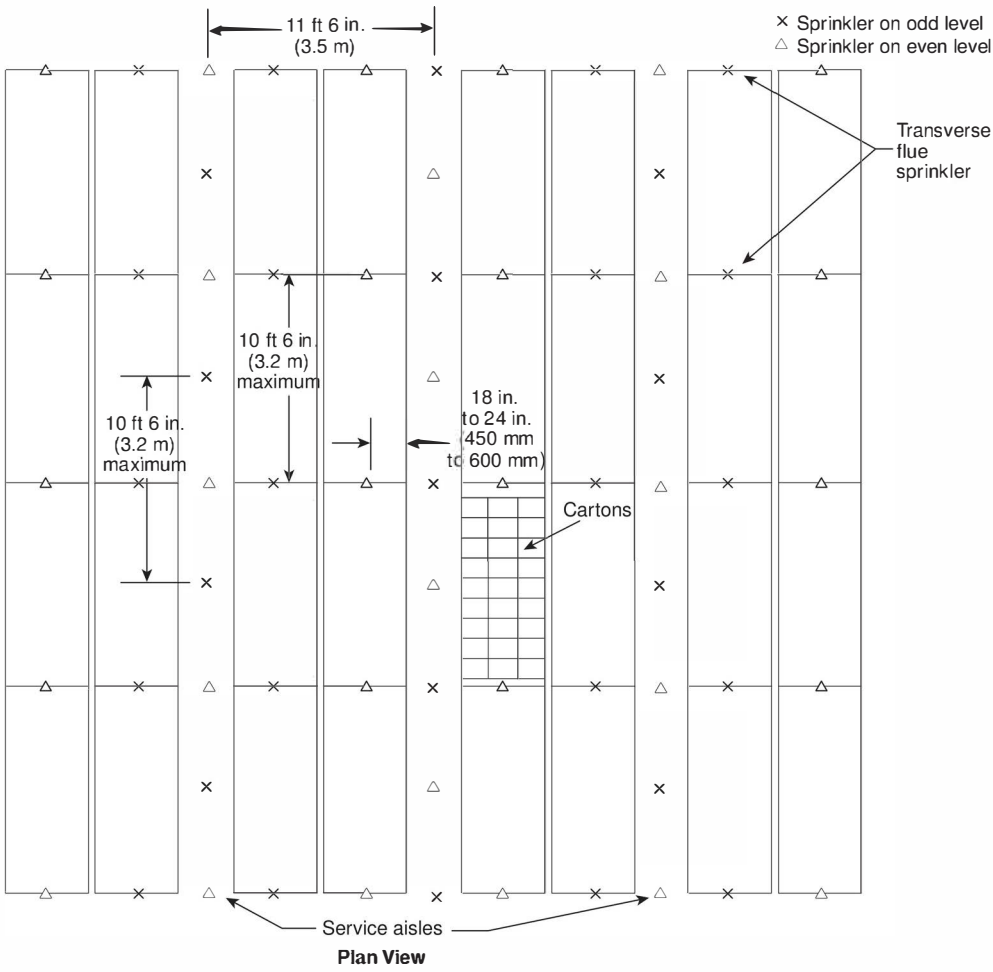 11 ft 6 in.
(3.5 m)
× Sprinkler on odd level
△ Sprinkler on even level
Transverse
flue
sprinkler
10 ft 6 in.
(3.2 m)
maximum
10 ft 6 in.
(3.2 m)
maximum
18 in.
to 24 in.
(450 mm
to 600 mm)
Cartons
Service aisles
Plan View